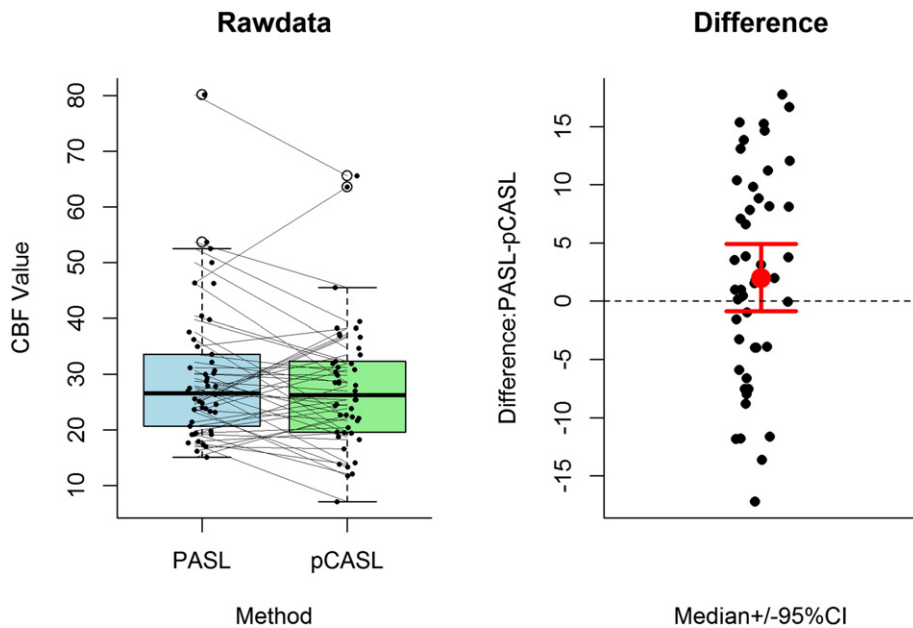 Rawdata
CBF Value
80
70
60
50
40
30
20
10
PASL
pCASL
Method
Difference
Difference:PASL-pCASL
15
10
5
0
-5
-10
-15
Median+/-95%CI